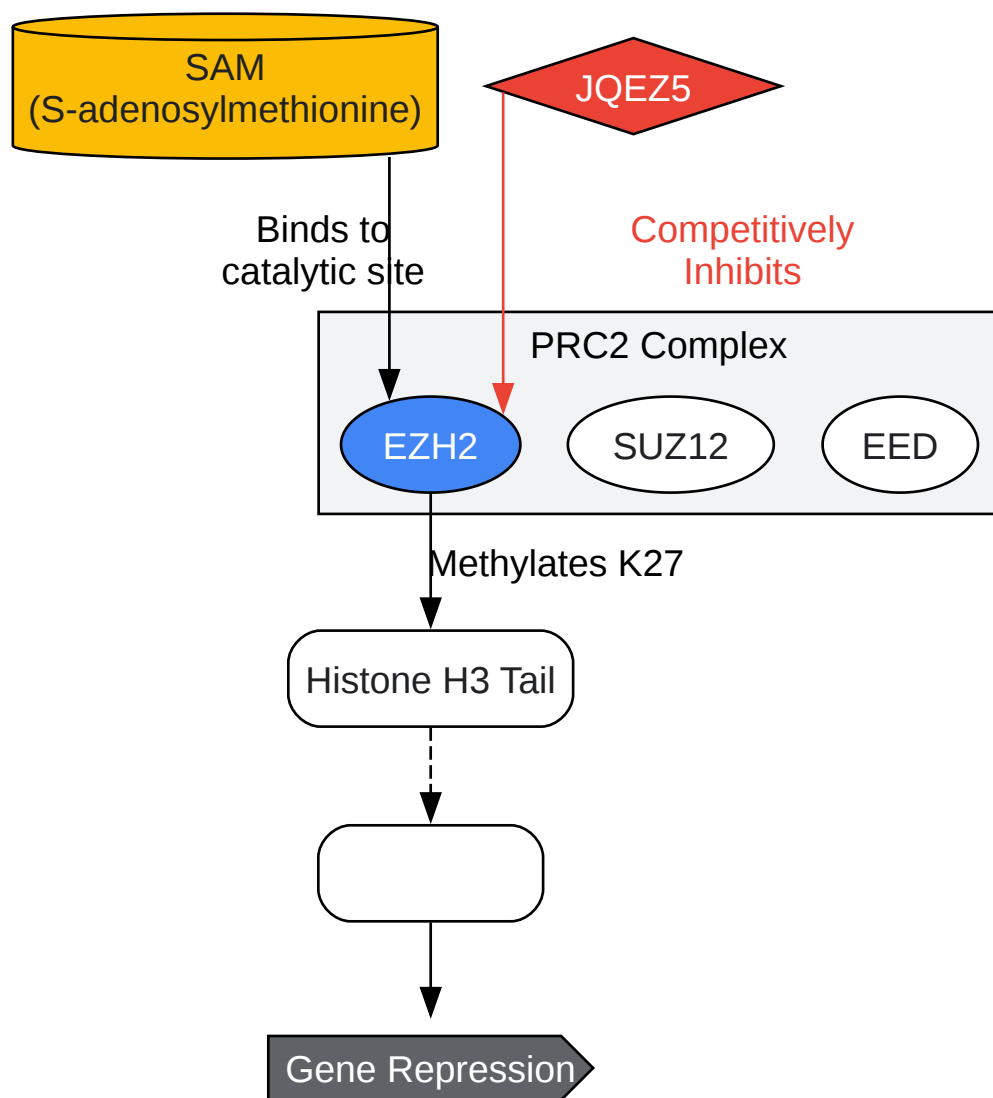 SAM
(S-adenosylmethionine)
JQEZ5
Binds to
catalytic site
Competitively
Inhibits
PRC2 Complex
EZH2
SUZ12
EED
Methylates K27
Histone H3 Tail
Gene Repression